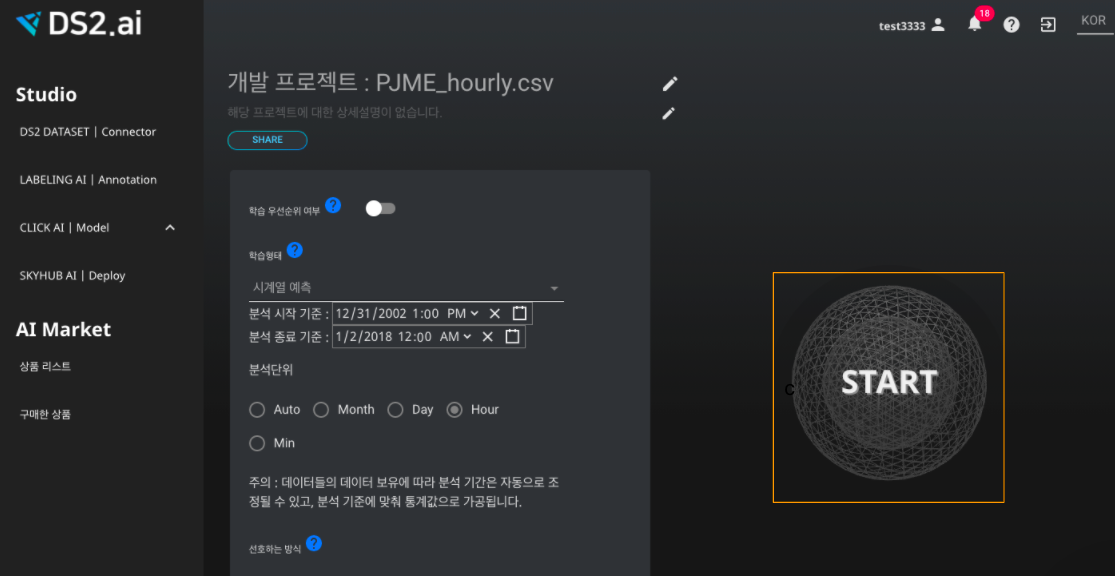 DS2.ai
test3333
18
KOR
Studio
DS2 DATASET | Connector
LABELING AI | Annotation
CLICK AI | Model
SKYHUB AI | Deploy
AI Market
상품 리스트
구매한 상품
개발 프로젝트 : PJME_hourly.csv
해당 프로젝트에 대한 상세설명이 없습니다.
SHARE
학습 우선순위 여부 ?
학습형태 ?
시계열 예측
분석 시작 기준 : 12/31/2002 1:00 PM
분석 종료 기준 : 1/2/2018 12:00 AM
분석단위
Auto Month Day Hour
Min
주의 : 데이터들의 데이터 보유에 따라 분석 기간은 자동으로 조
정될 수 있고, 분석 기준에 맞춰 통계값으로 가공됩니다.
선호하는 방식 ?
C
START